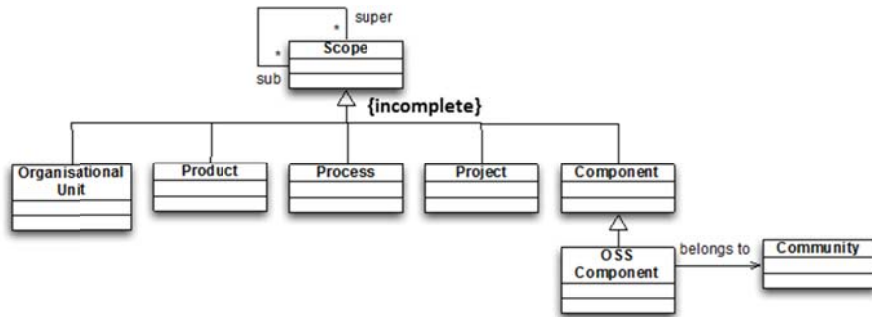 super
*
Scope
*
sub
{incomplete}
Organisational
Unit
Product
Process
Project
Component
OSS
Component
belongs to
Community